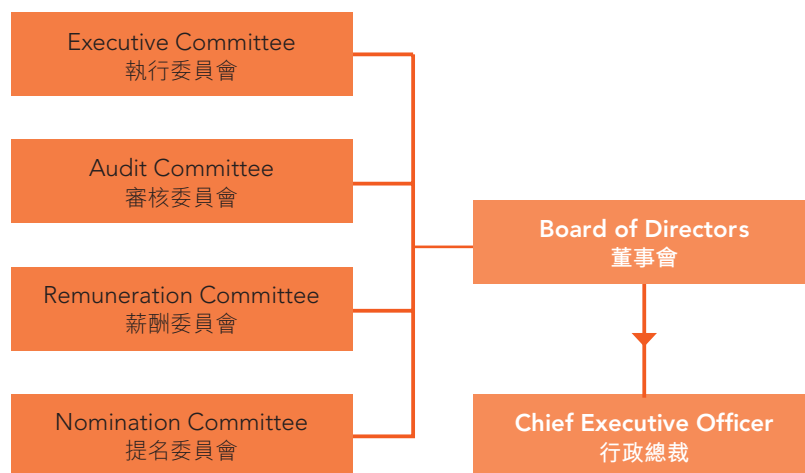 Executive Committee
執行委員會
Audit Committee
審核委員會
Remuneration Committee
薪酬委員會
Nomination Committee
提名委員會
Board of Directors
董事會
Chief Executive Officer
行政總裁